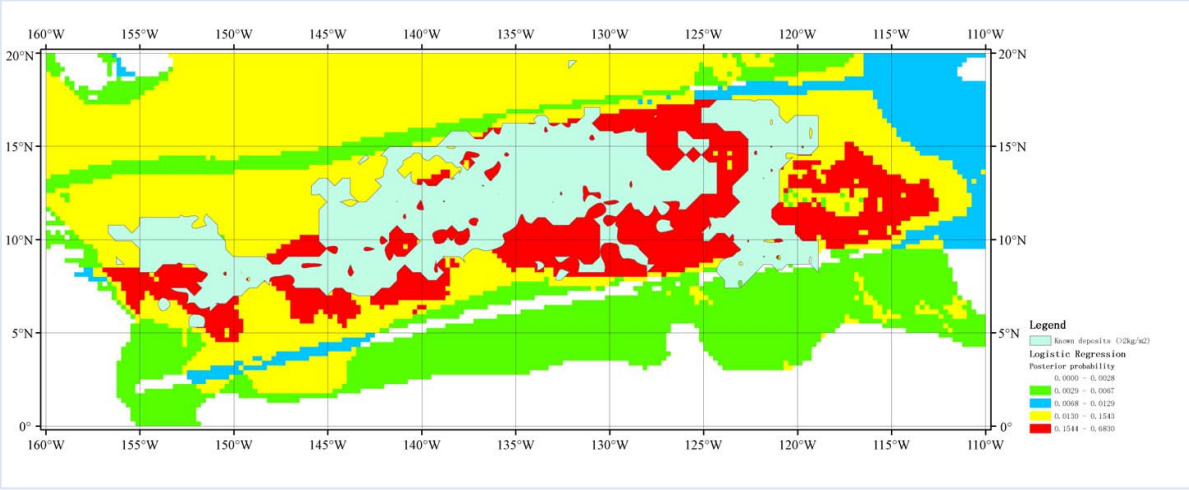 160°W 155°W 150°W 145°W 140°W 135°W 130°W 125°W 120°W 115°W 110°W
20°N 20°N
15°N 15°N
10°N 10°N
5°N 5°N
0° 0°
160°W 155°W 150°W 145°W 140°W 135°W 130°W 125°W 120°W 115°W 110°W
Legend
Known deposits (>2kg/m2)
Logistic Regression
Posterior probability
0.0000 - 0.0028
0.0029 - 0.0067
0.0068 - 0.0129
0.0130 - 0.1543
0.1544 - 0.6830